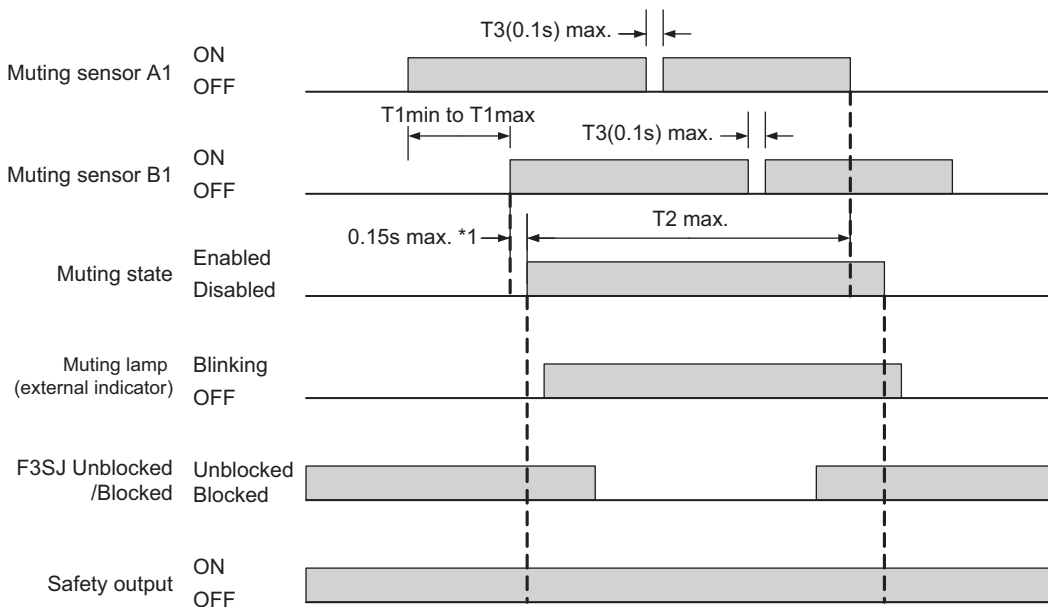 T3(0.1s) max.
Muting sensor A1
ON
OFF
T1min to T1max
T3(0.1s) max.
Muting sensor B1
ON
OFF
0.15s max. *1
T2 max.
Muting state
Enabled
Disabled
Muting lamp
(external indicator)
Blinking
OFF
F3SJ Unblocked
/Blocked
Unblocked
Blocked
Safety output
ON
OFF